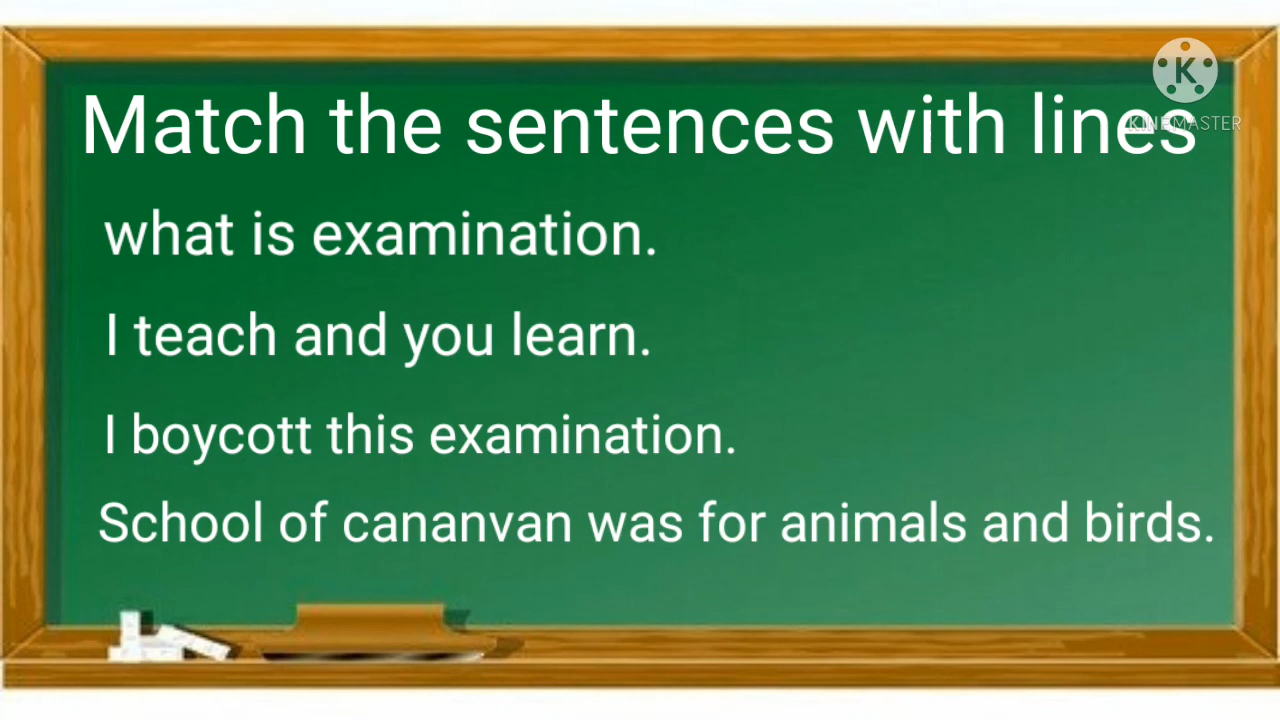 Match the sentences with lines
KINEMASTER
what is examination.
I teach and you learn.
I boycott this examination.
School of cananvan was for animals and birds.